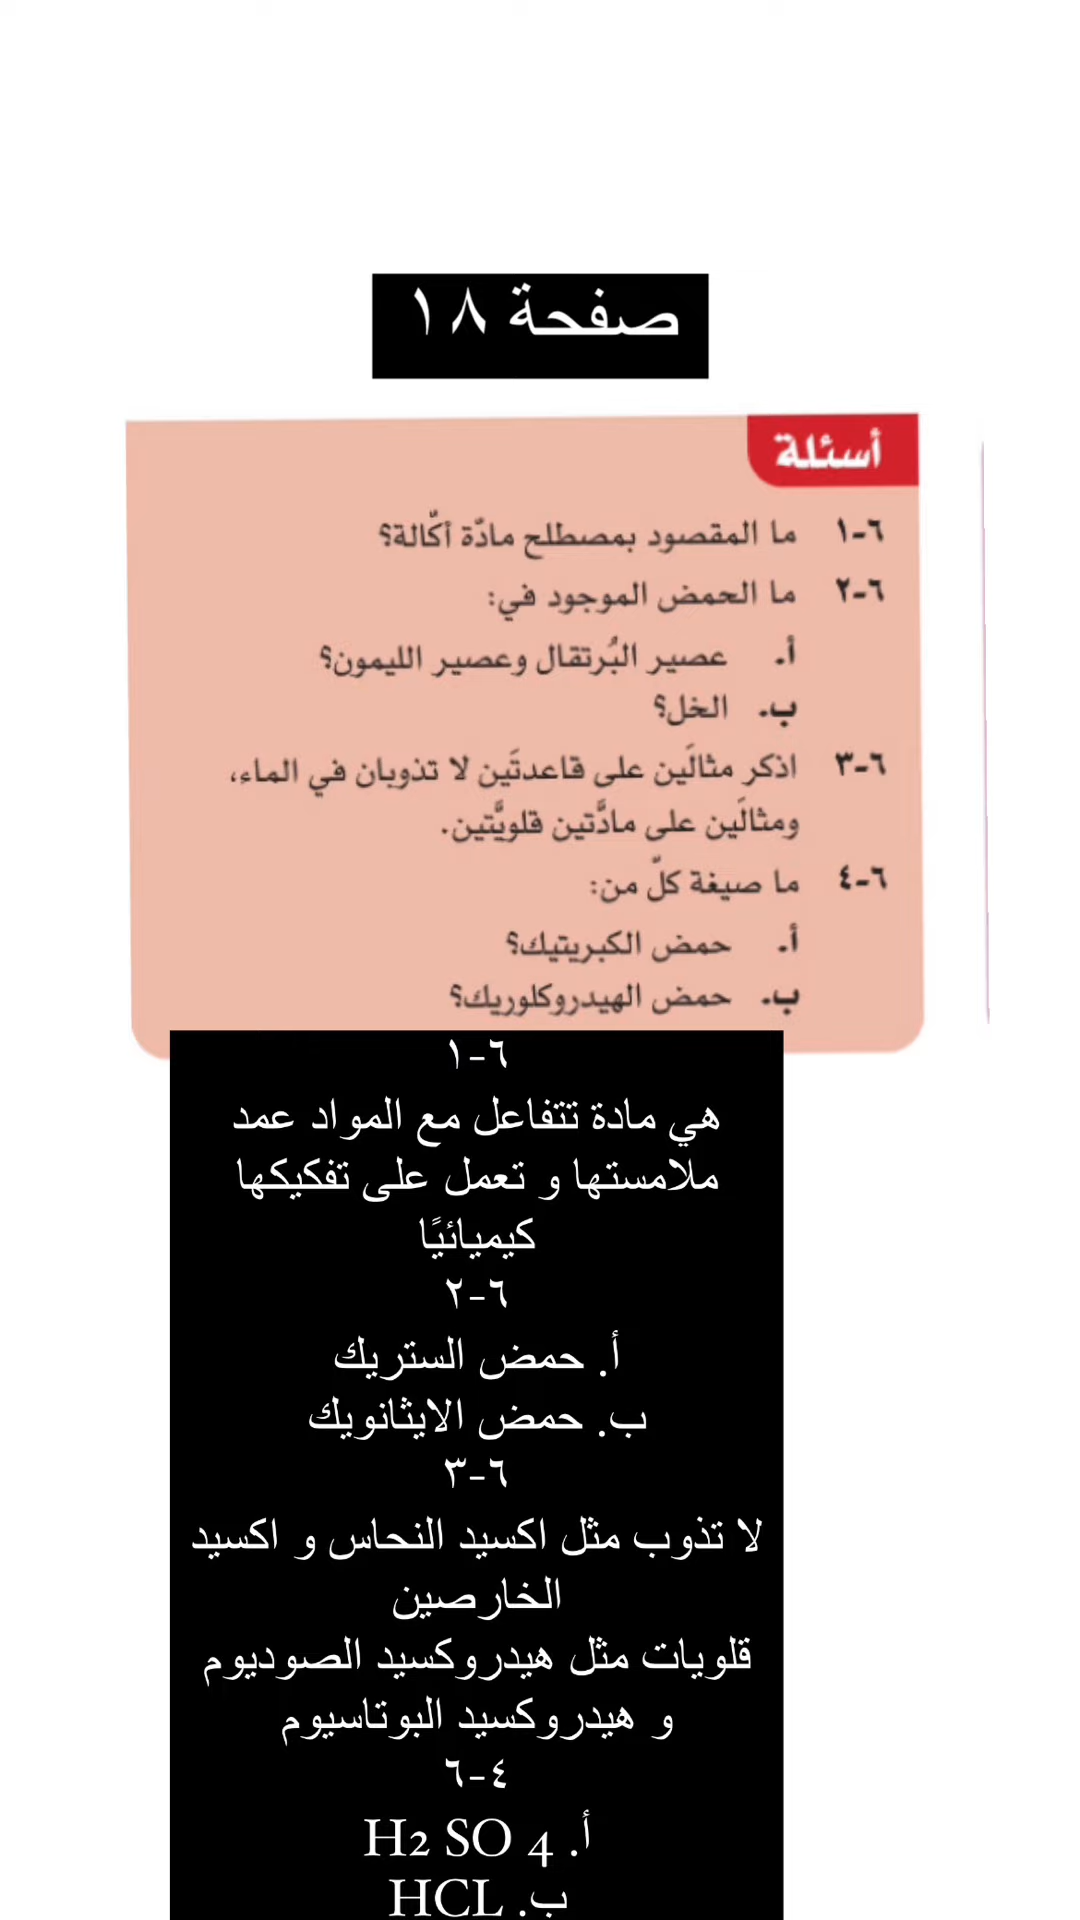 صفحة ١٨
أسئلة
٦-١ ما المقصود بمصطلح مادّة أكّالة؟
٦-٢ ما الحمض الموجود في:
أ. عصير البُرتقال وعصير الليمون؟
ب. الخل؟
٦-٣ اذكر مثالَين على قاعدتَين لا تذوبان في الماء،
ومثالَين على مادَّتين قلويَّتين.
٦-٤ ما صيغة كلّ من:
أ. حمض الكبريتيك؟
ب. حمض الهيدروكلوريك؟
٦-١
هي مادة تتفاعل مع المواد عمد
ملامستها و تعمل على تفكيكها
كيميائيًا
٦-٢
أ. حمض الستريك
ب. حمض الايثانويك
٦-٣
لا تذوب مثل اكسيد النحاس و اكسيد
الخارصين
قلويات مثل هيدروكسيد الصوديوم
و هيدروكسيد البوتاسيوم
٤-٦
أ. H2 SO 4
ب. HCL